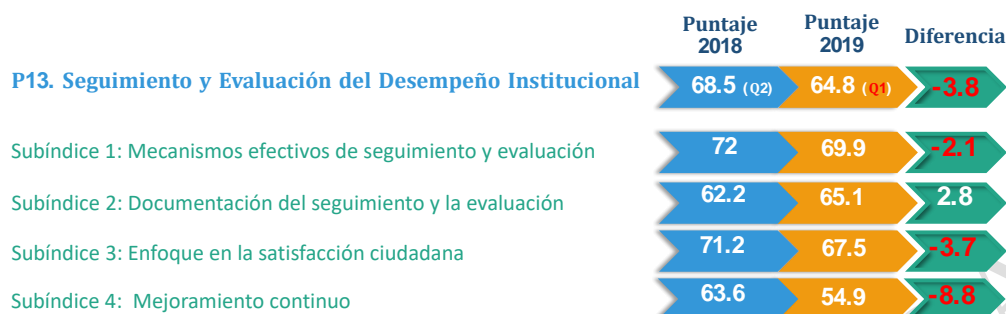 Puntaje 2018 Puntaje 2019 Diferencia
P13. Seguimiento y Evaluación del Desempeño Institucional 68.5 (Q2) 64.8 (Q1) -3.8
Subíndice 1: Mecanismos efectivos de seguimiento y evaluación 72 69.9 -2.1
Subíndice 2: Documentación del seguimiento y la evaluación 62.2 65.1 2.8
Subíndice 3: Enfoque en la satisfacción ciudadana 71.2 67.5 -3.7
Subíndice 4: Mejoramiento continuo 63.6 54.9 -8.8